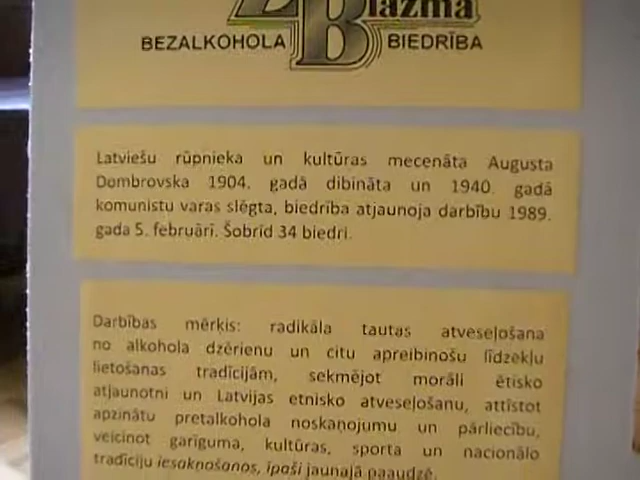 Blāzma
BEZALKOHOLA BIEDRĪBA
Latviešu rūpnieka un kultūras mecenāta Augusta
Dombrovska 1904. gadā dibināta un 1940. gadā
komunistu varas slēgta, biedrība atjaunoja darbību 1989.
gada 5. februārī. Šobrīd 34 biedri.
Darbības mērķis: radikāla tautas atveseļošana
no alkohola dzērienu un citu apreibinošu līdzekļu
lietošanas tradīcijām, sekmējot morāli ētisko
atjaunotni un Latvijas etnisko atveseļošanu, attīstot
apzinātu pretalkohola noskaņojumu un pārliecību,
veicinot garīguma, kultūras, sporta un nacionālo
tradīciju iesakņošanos, īpaši jaunajā paaudzē.